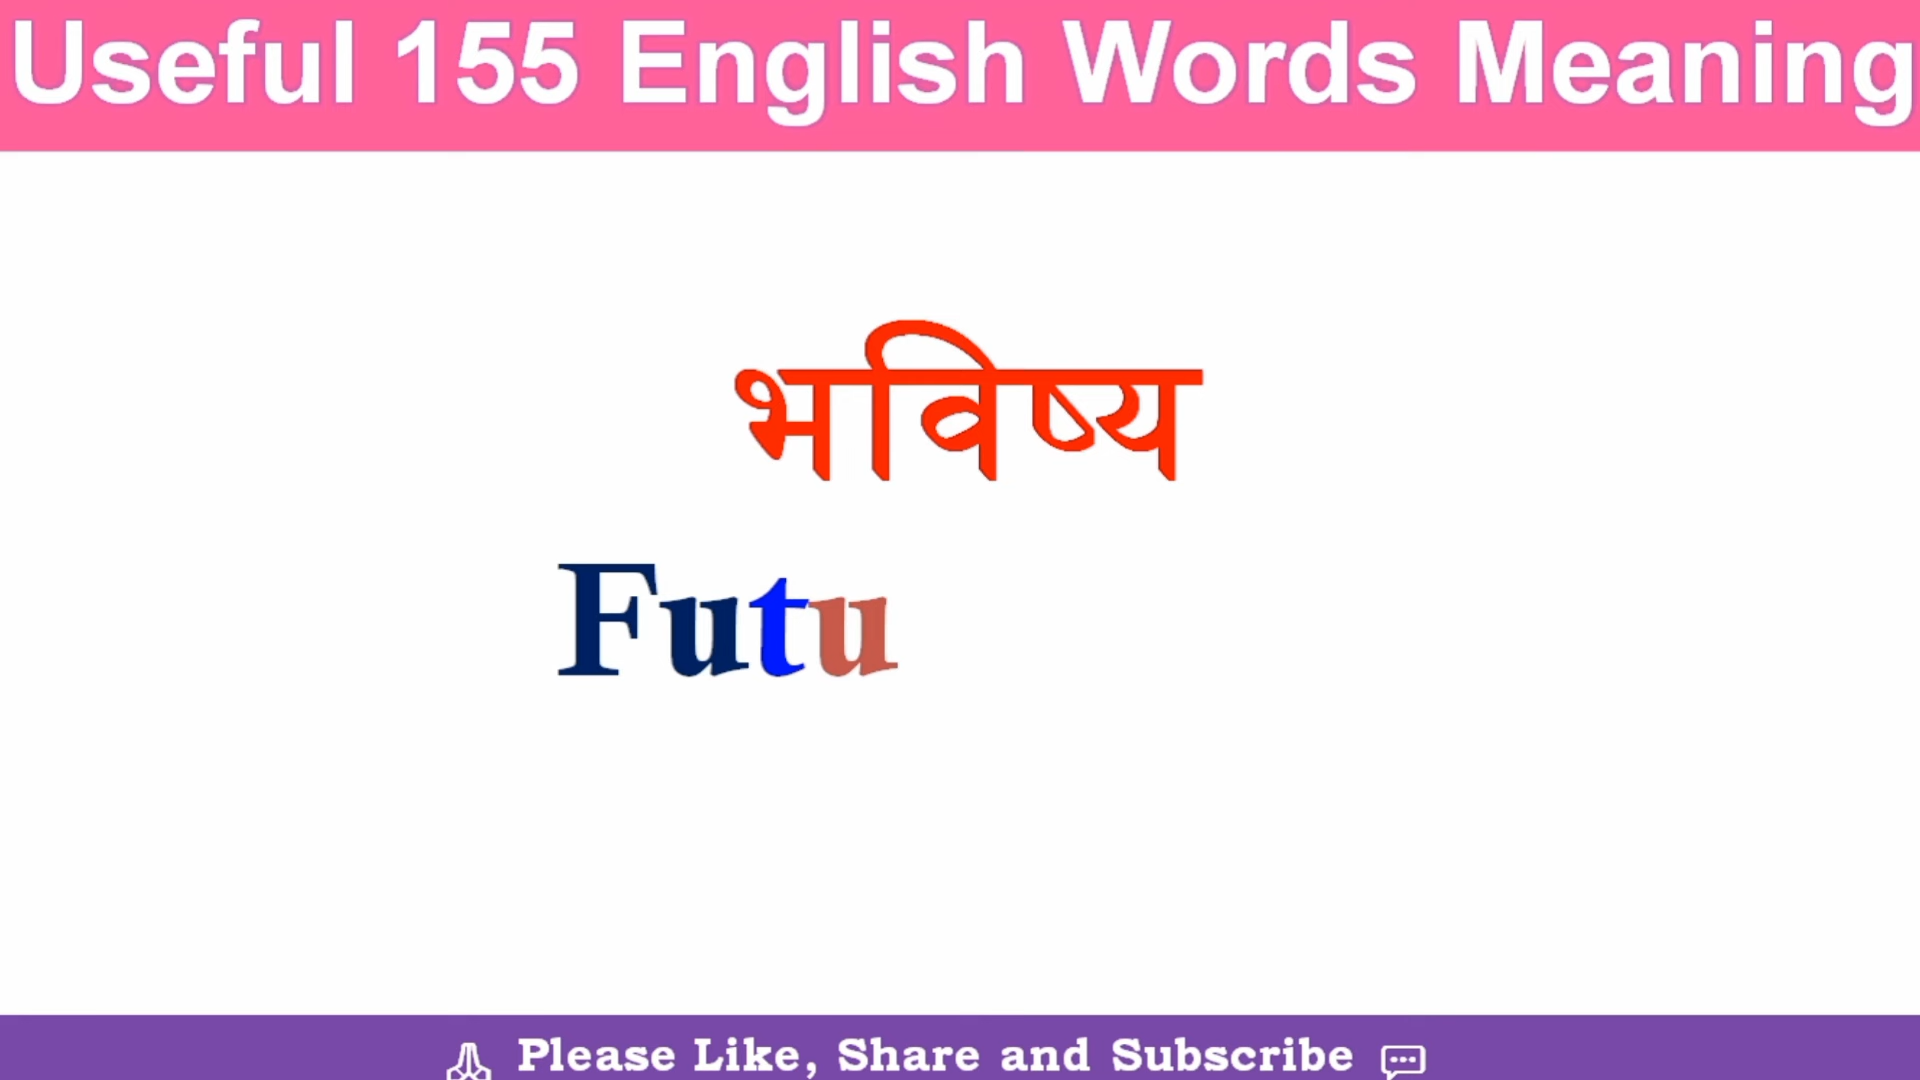 Useful 155 English Words Meaning
भविष्य
Futu
Please Like, Share and Subscribe